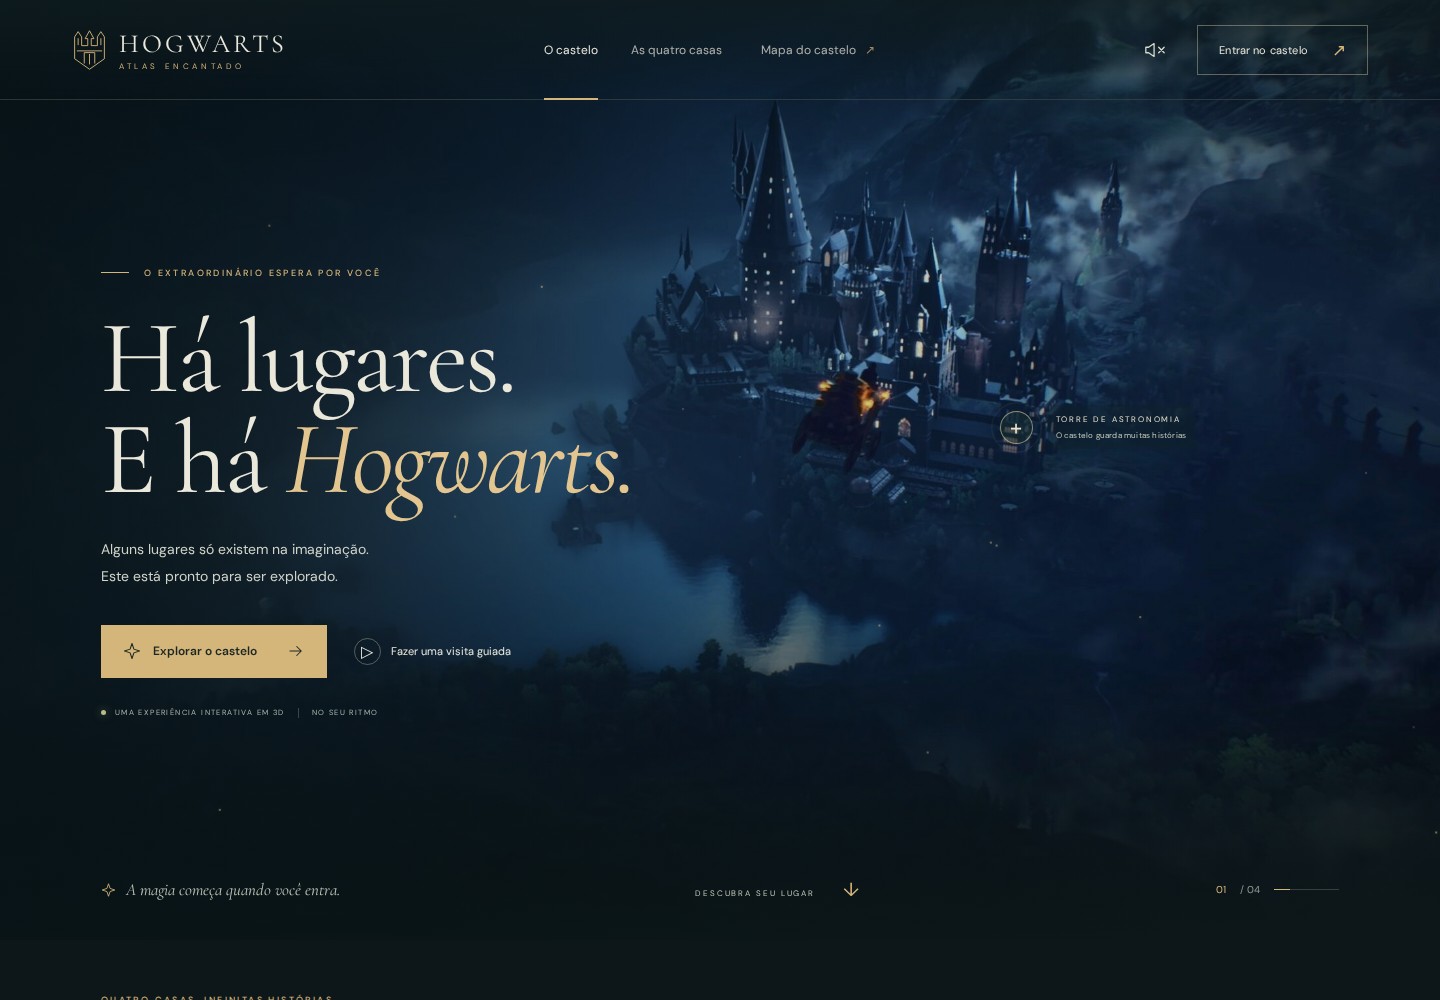 HOGWARTS
ATLAS ENCANTADO
O castelo
As quatro casas
Mapa do castelo ↗
Entrar no castelo ↗
O EXTRAORDINÁRIO ESPERA POR VOCÊ
Há lugares.
E há Hogwarts.
TORRE DE ASTRONOMIA
O castelo guarda muitas histórias
Alguns lugares só existem na imaginação.
Este está pronto para ser explorado.
Explorar o castelo →
Fazer uma visita guiada
UMA EXPERIÊNCIA INTERATIVA EM 3D | NO SEU RITMO
A magia começa quando você entra.
DESCUBRA SEU LUGAR ↓
01 / 04
QUATRO CASAS. INFINITAS HISTÓRIAS.